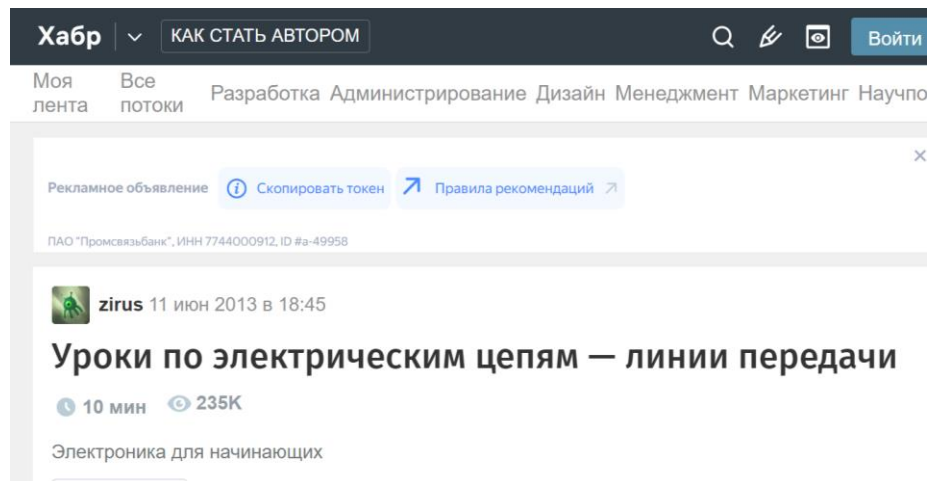 Хабр КАК СТАТЬ АВТОРОМ Войти
Моя лента Все потоки Разработка Администрирование Дизайн Менеджмент Маркетинг Научпо
Рекламное объявление Скопировать токен Правила рекомендаций
ПАО "Промсвязьбанк", ИНН 7744000912, ID #a-49958
zirus 11 июн 2013 в 18:45
Уроки по электрическим цепям — линии передачи
10 мин 235K
Электроника для начинающих